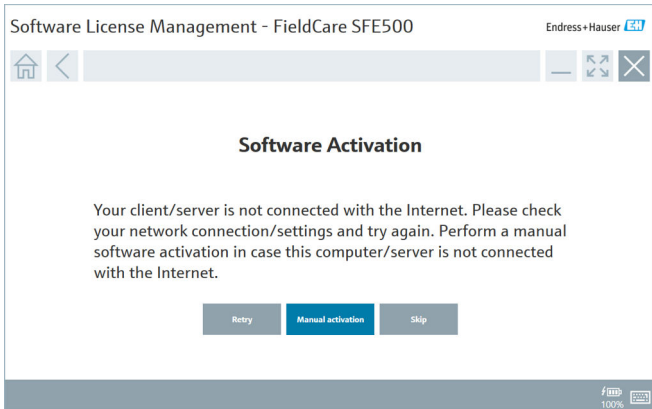 Software License Management - FieldCare SFE500
Endress+Hauser EH
Software Activation
Your client/server is not connected with the Internet. Please check
your network connection/settings and try again. Perform a manual
software activation in case this computer/server is not connected
with the Internet.
Retry Manual activation Skip
100%